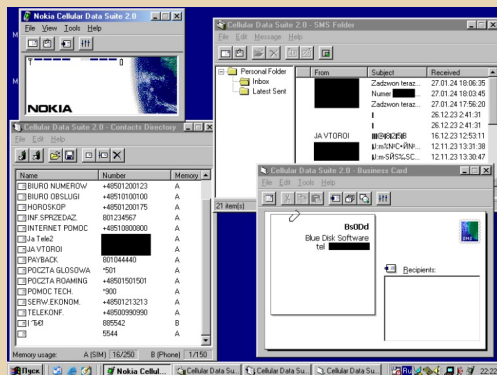 Nokia Cellular Data Suite 2.0
File View Tools Help
NOKIA
Cellular Data Suite 2.0 - SMS Folder
File Edit Message Help
Personal Folder
Inbox
Latest Sent
From Subject Received
Zadzwon teraz... 27.01.24 18:06:35
Numer 27.01.24 18:03:45
Zadzwon teraz... 27.01.24 17:56:20
26.12.23 2:41:31
26.12.23 2:41:31
JA VTOROI 16.12.23 12:53:11
12.11.23 13:31:38
12.11.23 13:30:47
21 item(s)
Cellular Data Suite 2.0 - Contacts Directory
File Edit Help
Name Number Memory
BIURO NUMEROW +48501200123 A
BIURO OBSLUGI +48510100100 A
HOROSKOP +48501200175 A
INF.SPRZEDAZ. 801234567 A
INTERNET POMOC +4810800800 A
Ja Tele2 A
JA VTOROI A
PAYBACK. 801044440 A
POCZTA GLOSOWA *501 A
POCZTA ROAMING +48501501501 A
POMOC TECH. *900 A
SERW.EKONOM. +48501213213 A
TELEKONF. +48500990990 A
885542 B
5544 A
Memory usage: A (SIM) 16/250 B (Phone) 1/150
Cellular Data Suite 2.0 - Business Card
File Edit Tools Help
Bs0Dd
Blue Disk Software
tel
SMS
Recipients:
Пуск
Nokia Cellul...
Cellular Data Su...
Cellular Data Su...
Cellular Data Su...
Ru
22:22